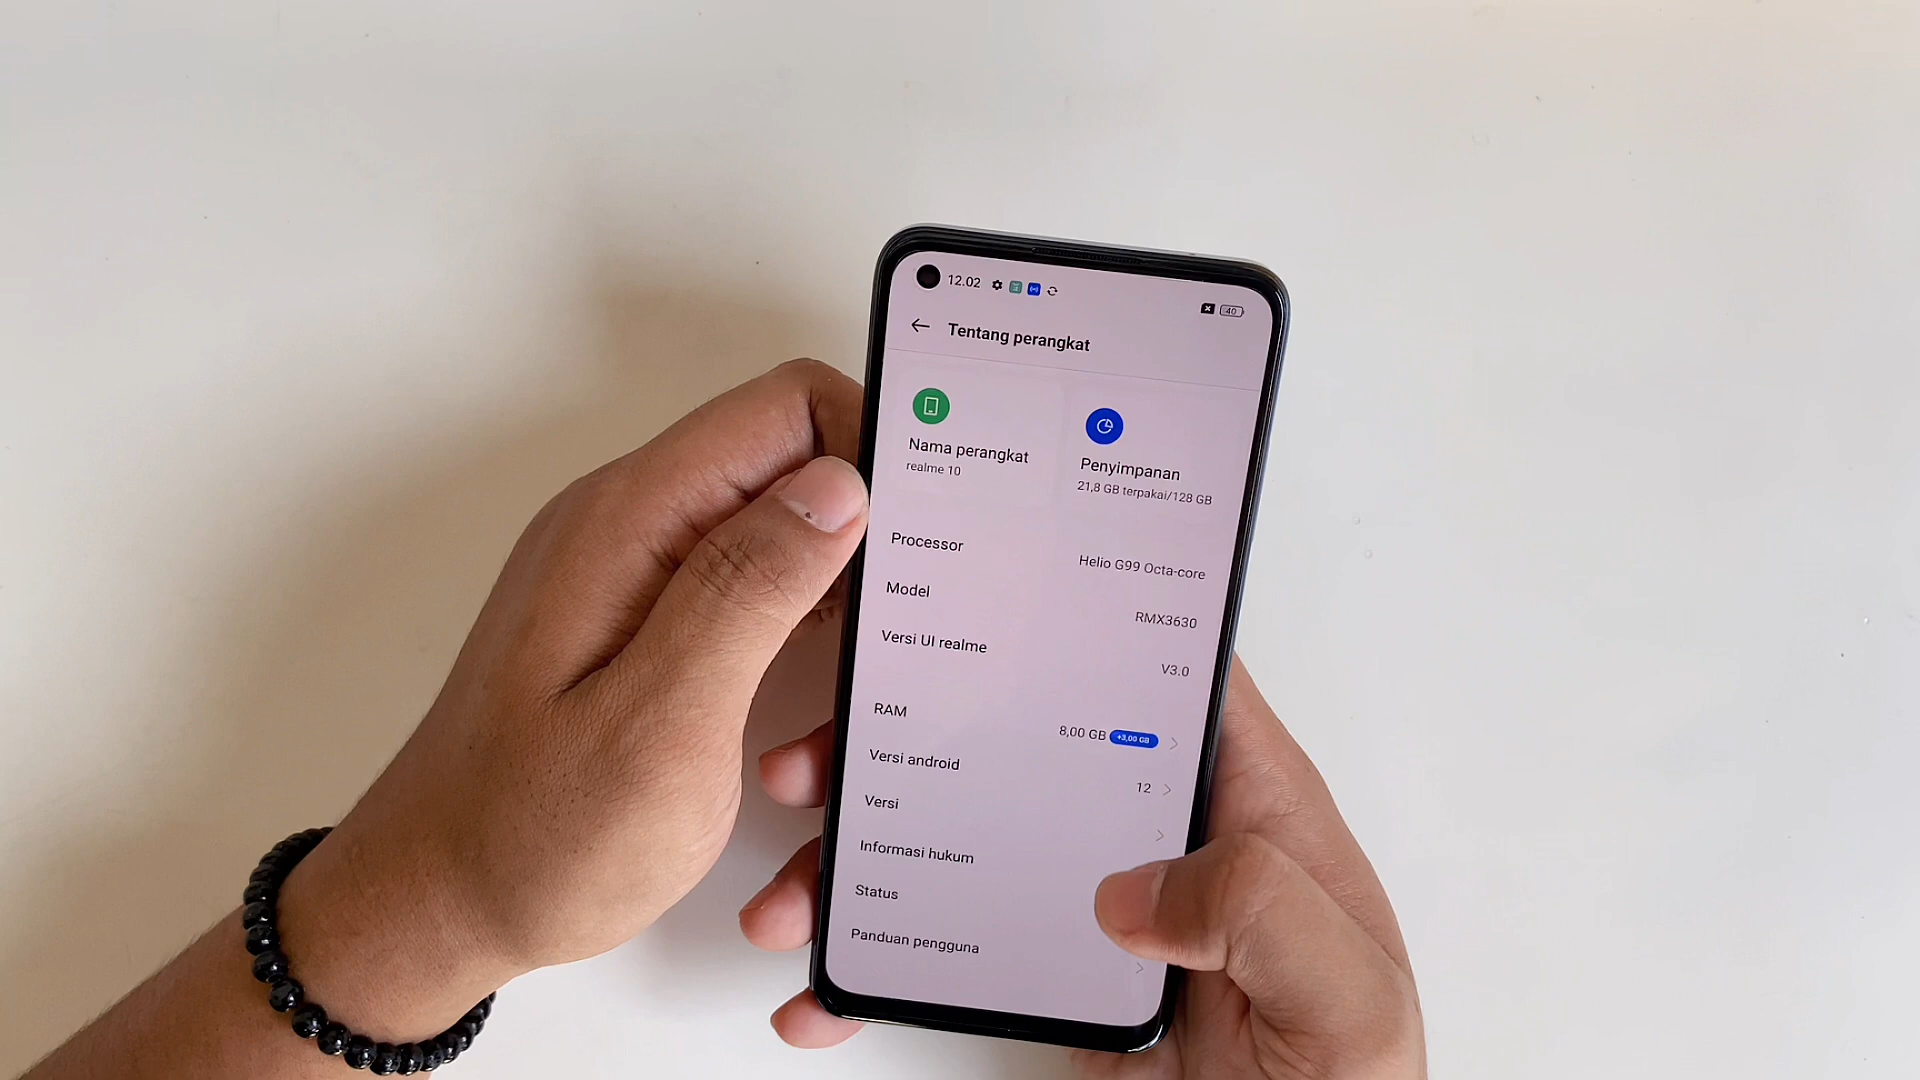 12.02
40
Tentang perangkat
Nama perangkat
realme 10
Penyimpanan
21,8 GB terpakai/128 GB
Processor
Helio G99 Octa-core
Model
RMX3630
Versi UI realme
V3.0
RAM
8,00 GB +3,00 GB
Versi android
12
Versi
Informasi hukum
Status
Panduan pengguna